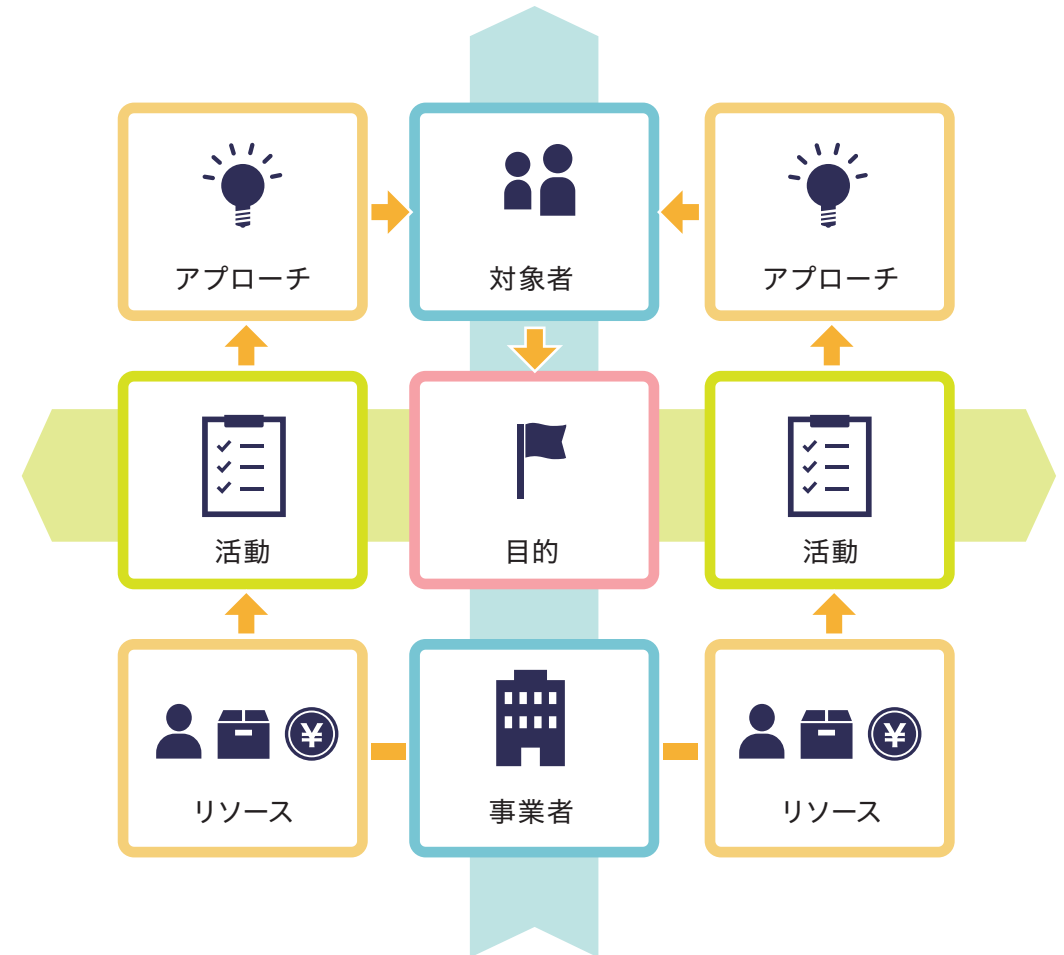 アプローチ
対象者
アプローチ
活動
目的
活動
リソース
事業者
リソース